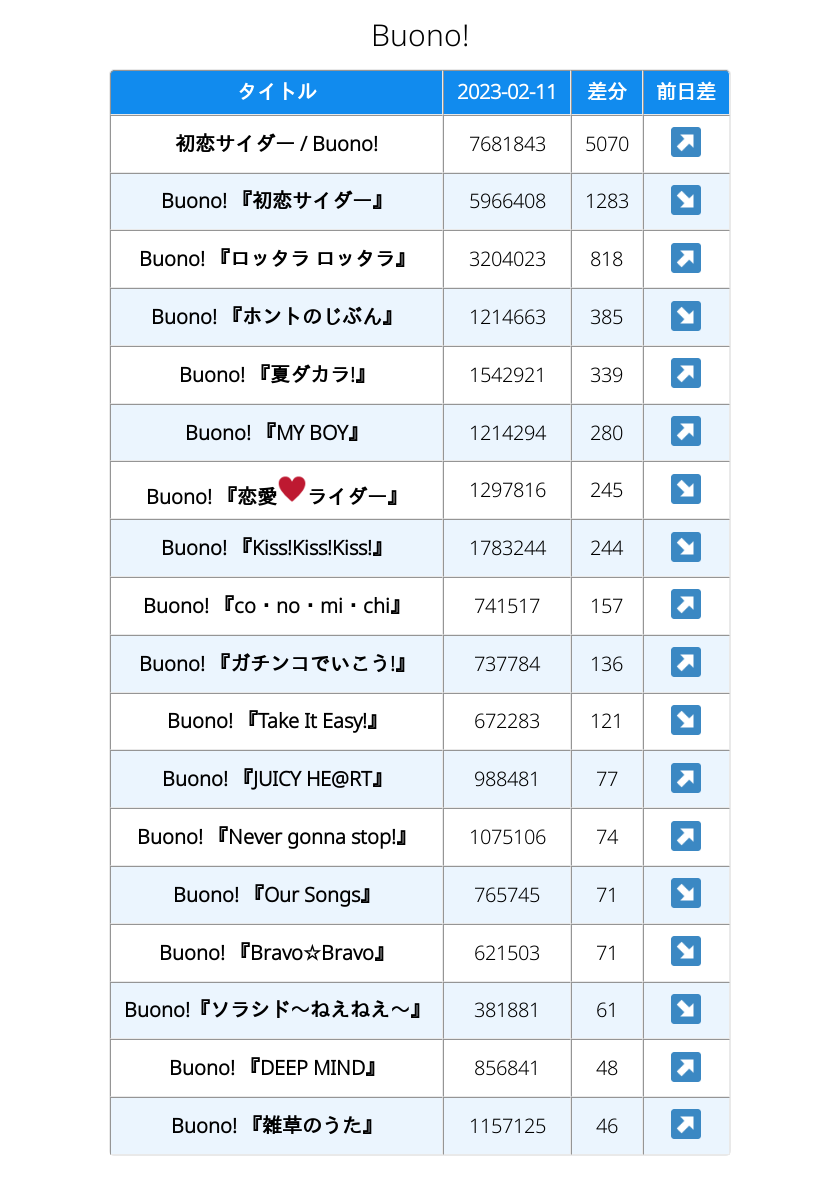 Buono!
タイトル 2023-02-11 差分 前日差
初恋サイダー / Buono! 7681843 5070 ↗
Buono! 『初恋サイダー』 5966408 1283 ↘
Buono! 『ロッタラ ロッタラ』 3204023 818 ↗
Buono! 『ホントのじぶん』 1214663 385 ↘
Buono! 『夏ダカラ!』 1542921 339 ↗
Buono! 『MY BOY』 1214294 280 ↗
Buono! 『恋愛♥ライダー』 1297816 245 ↘
Buono! 『Kiss!Kiss!Kiss!』 1783244 244 ↘
Buono! 『co・no・mi・chi』 741517 157 ↗
Buono! 『ガチンコでいこう!』 737784 136 ↗
Buono! 『Take It Easy!』 672283 121 ↘
Buono! 『JUICY HE@RT』 988481 77 ↗
Buono! 『Never gonna stop!』 1075106 74 ↗
Buono! 『Our Songs』 765745 71 ↘
Buono! 『Bravo☆Bravo』 621503 71 ↘
Buono!『ソラシド〜ねえねえ〜』 381881 61 ↘
Buono! 『DEEP MIND』 856841 48 ↗
Buono! 『雑草のうた』 1157125 46 ↗